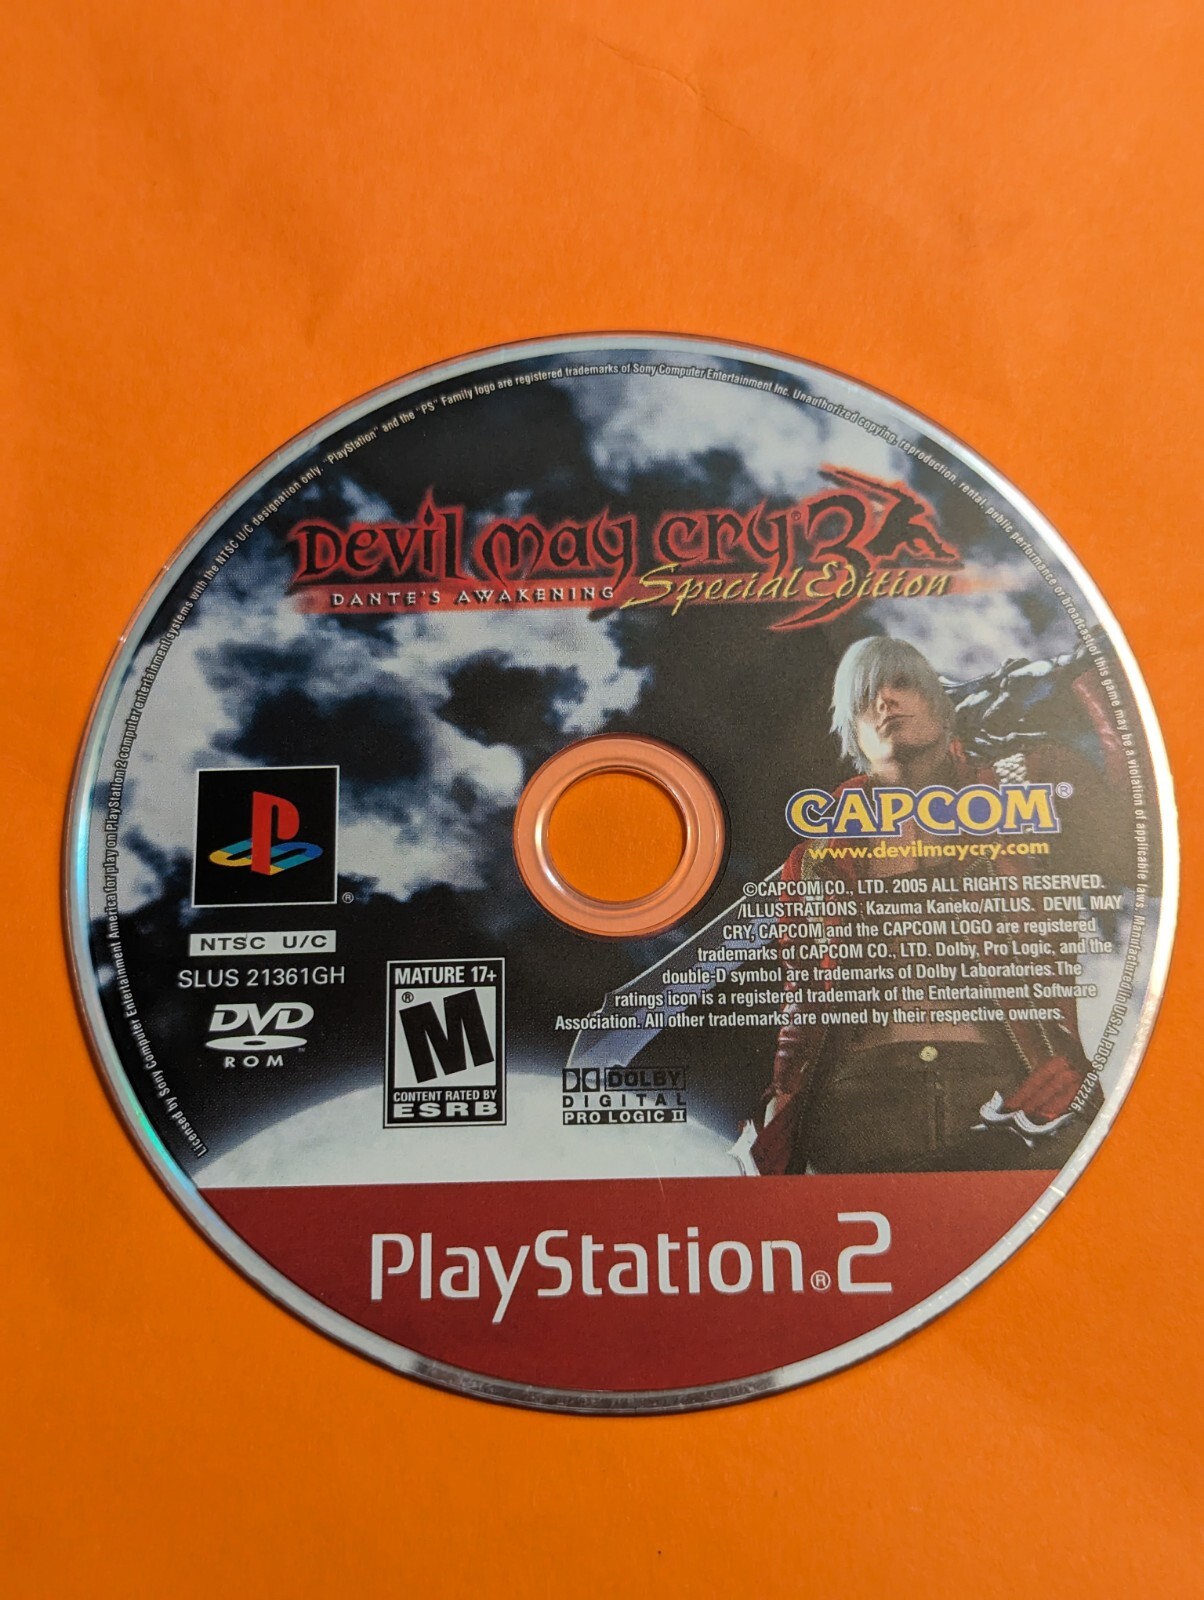 Licensed by Sony Computer Entertainment America for play on PlayStation 2 computer entertainment systems with the NTSC U/C designation only. "PlayStation" and the "PS" Family logo are registered trademarks of Sony Computer Entertainment Inc. Unauthorized copying, reproduction, rental, public performance or broadcast of this game may be a violation of applicable laws. Manufactured in U.S.A. PDSS-022226
Devil may cry® 3
DANTE'S AWAKENING Special Edition
®
NTSC U/C
SLUS 21361GH
DVD™
ROM
MATURE 17+
®
M
CONTENT RATED BY
ESRB
CAPCOM®
www.devilmaycry.com
©CAPCOM CO., LTD. 2005 ALL RIGHTS RESERVED.
/ILLUSTRATIONS : Kazuma Kaneko/ATLUS. DEVIL MAY
CRY, CAPCOM and the CAPCOM LOGO are registered
trademarks of CAPCOM CO., LTD. Dolby, Pro Logic, and the
double-D symbol are trademarks of Dolby Laboratories.The
ratings icon is a registered trademark of the Entertainment Software
Association. All other trademarks are owned by their respective owners.
DOLBY
DIGITAL
PRO LOGIC II
PlayStation®2